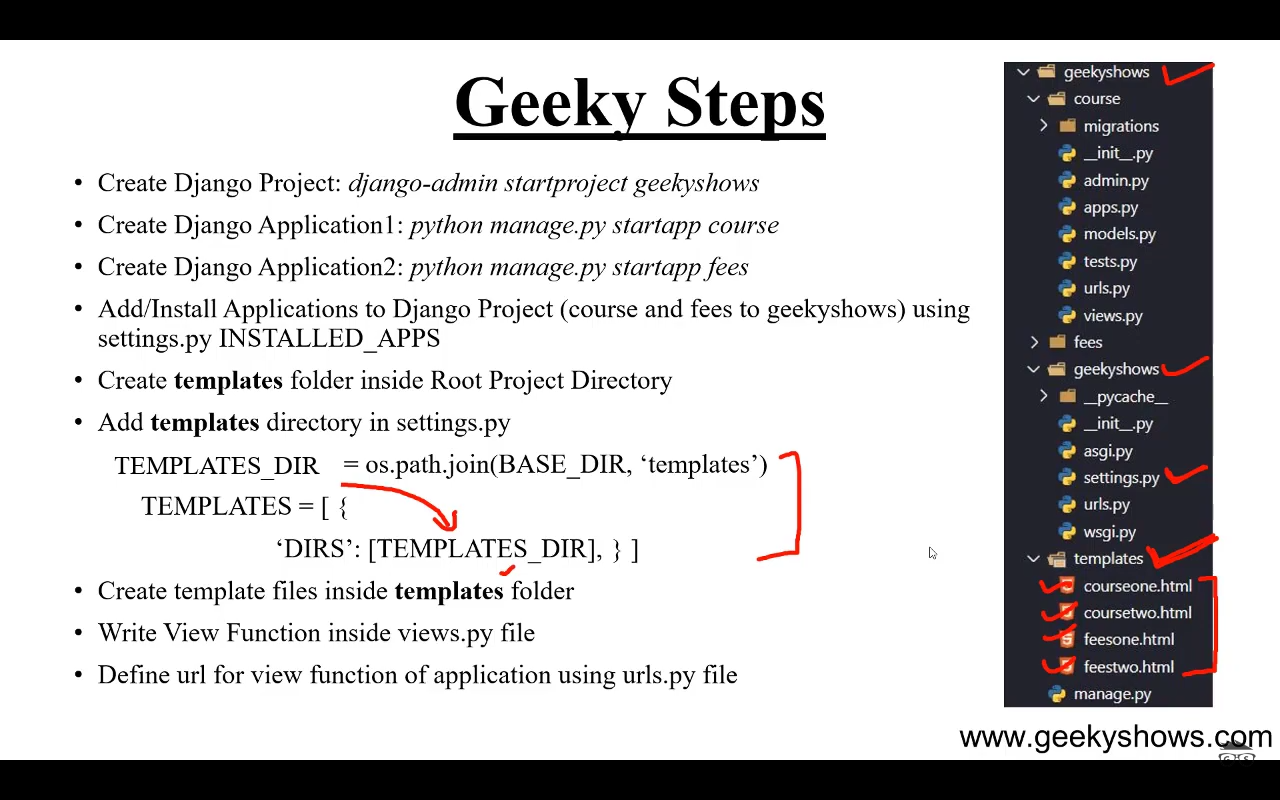 Geeky Steps
• Create Django Project: django-admin startproject geekyshows
• Create Django Application1: python manage.py startapp course
• Create Django Application2: python manage.py startapp fees
• Add/Install Applications to Django Project (course and fees to geekyshows) using
settings.py INSTALLED_APPS
• Create templates folder inside Root Project Directory
• Add templates directory in settings.py
TEMPLATES_DIR = os.path.join(BASE_DIR, ‘templates’)
TEMPLATES = [ {
‘DIRS’: [TEMPLATES_DIR], } ]
• Create template files inside templates folder
• Write View Function inside views.py file
• Define url for view function of application using urls.py file
geekyshows
course
migrations
__init__.py
admin.py
apps.py
models.py
tests.py
urls.py
views.py
fees
geekyshows
__pycache__
__init__.py
asgi.py
settings.py
urls.py
wsgi.py
templates
courseone.html
coursetwo.html
feesone.html
feestwo.html
manage.py
www.geekyshows.com